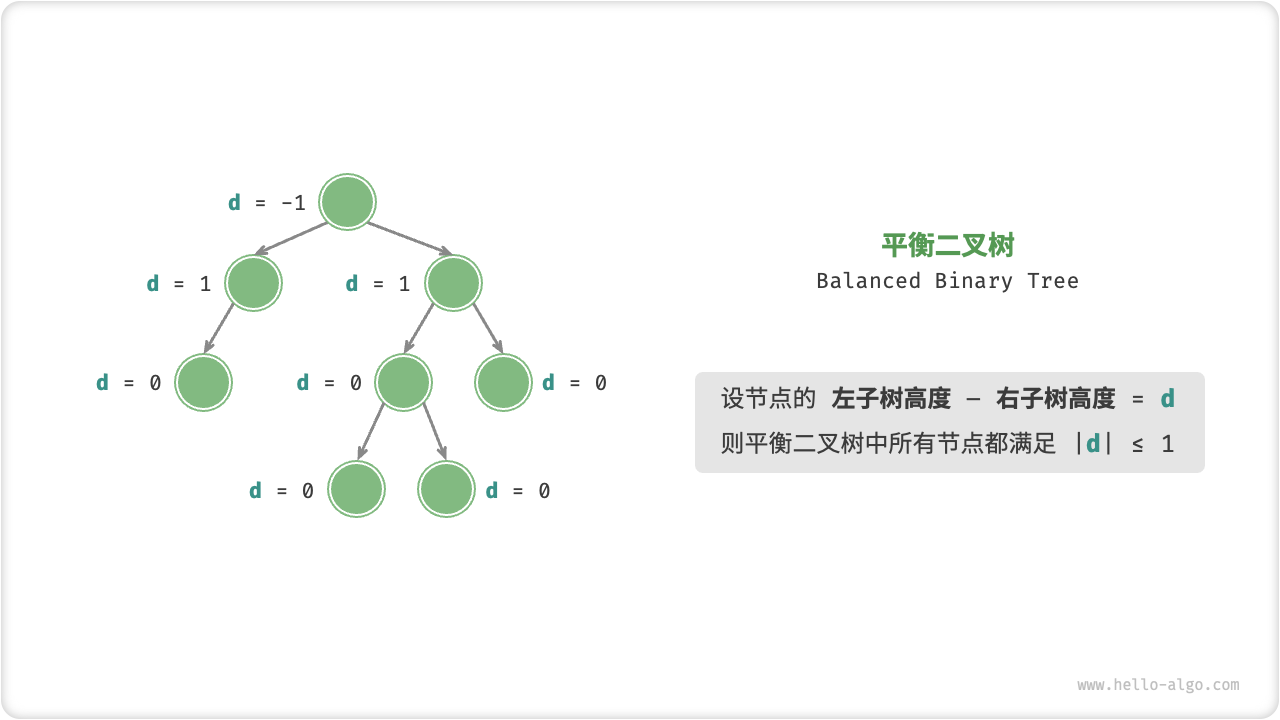 d = -1
d = 1
d = 1
d = 0
d = 0
d = 0
d = 0
d = 0
平衡二叉树
Balanced Binary Tree
设节点的 左子树高度 — 右子树高度 = d
则平衡二叉树中所有节点都满足 |d| ≤ 1
www.hello-algo.com